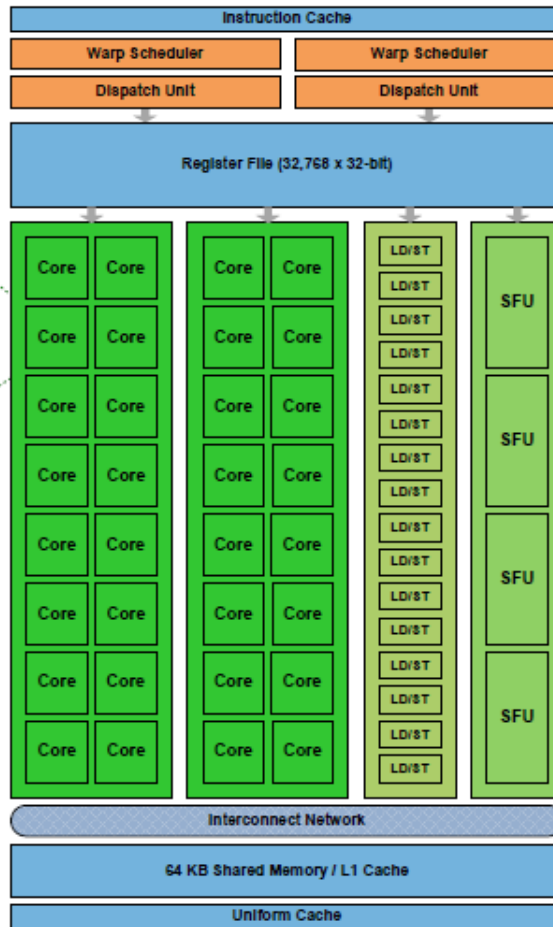 Instruction Cache
Warp Scheduler Warp Scheduler
Dispatch Unit Dispatch Unit
Register File (32,768 x 32-bit)
Core Core Core Core LD/ST
LD/ST
SFU
Core Core Core Core LD/ST
LD/ST
Core Core Core Core LD/ST
LD/ST
SFU
Core Core Core Core LD/ST
LD/ST
Core Core Core Core LD/ST
LD/ST
SFU
Core Core Core Core LD/ST
LD/ST
Core Core Core Core LD/ST
LD/ST
SFU
Core Core Core Core LD/ST
LD/ST
Interconnect Network
64 KB Shared Memory / L1 Cache
Uniform Cache